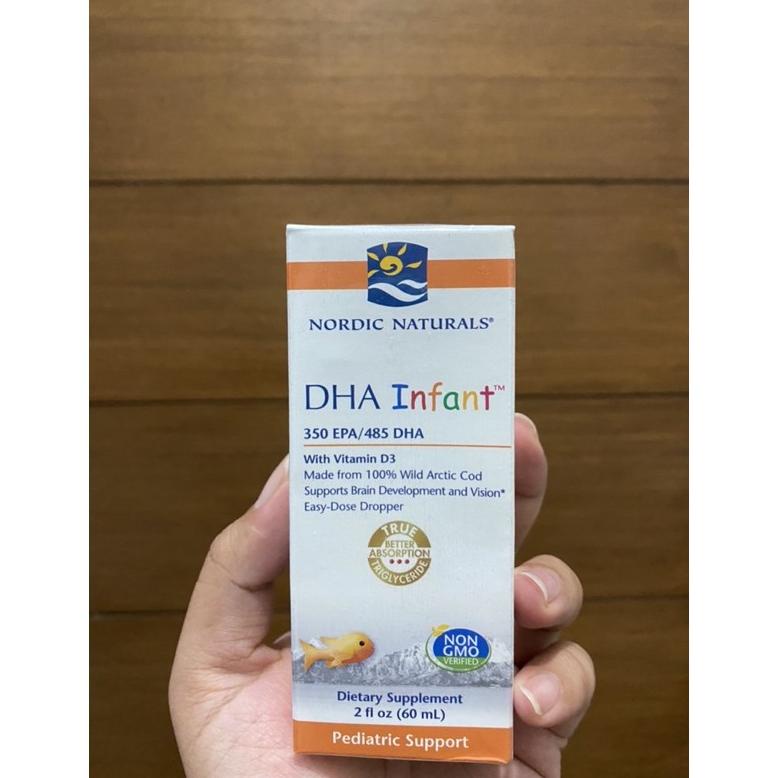 NORDIC NATURALS®
DHA Infant™
350 EPA/485 DHA
With Vitamin D3
Made from 100% Wild Arctic Cod
Supports Brain Development and Vision*
Easy-Dose Dropper
TRUE
BETTER
ABSORPTION
TRIGLYCERIDE
NON
GMO
VERIFIED
Dietary Supplement
2 fl oz (60 mL)
Pediatric Support